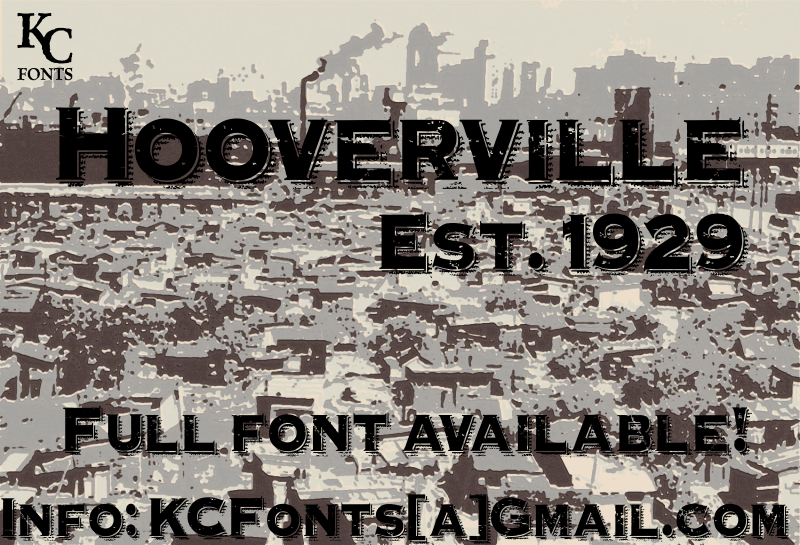 KC
FONTS
Hooverville
Est. 1929
Full font available!
Info: KCFonts[a]Gmail.com